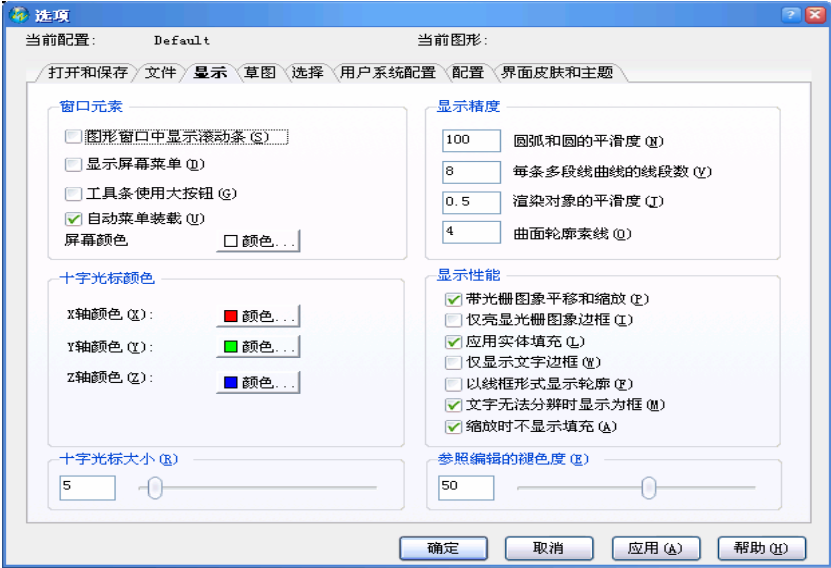 选项
当前配置: Default 当前图形:
打开和保存 文件 显示 草图 选择 用户系统配置 配置 界面皮肤和主题
窗口元素
图形窗口中显示滚动条(S)
显示屏幕菜单(D)
工具条使用大按钮(G)
自动菜单装载(U)
屏幕颜色 颜色...
显示精度
100 圆弧和圆的平滑度(N)
8 每条多段线曲线的线段数(V)
0.5 渲染对象的平滑度(J)
4 曲面轮廓素线(O)
十字光标颜色
X轴颜色(X): 颜色...
Y轴颜色(Y): 颜色...
Z轴颜色(Z): 颜色...
显示性能
带光栅图象平移和缩放(P)
仅亮显光栅图象边框(I)
应用实体填充(L)
仅显示文字边框(W)
以线框形式显示轮廓(F)
文字无法分辨时显示为框(M)
缩放时不显示填充(A)
十字光标大小(R)
5
参照编辑的褪色度(E)
50
确定 取消 应用(A) 帮助(H)